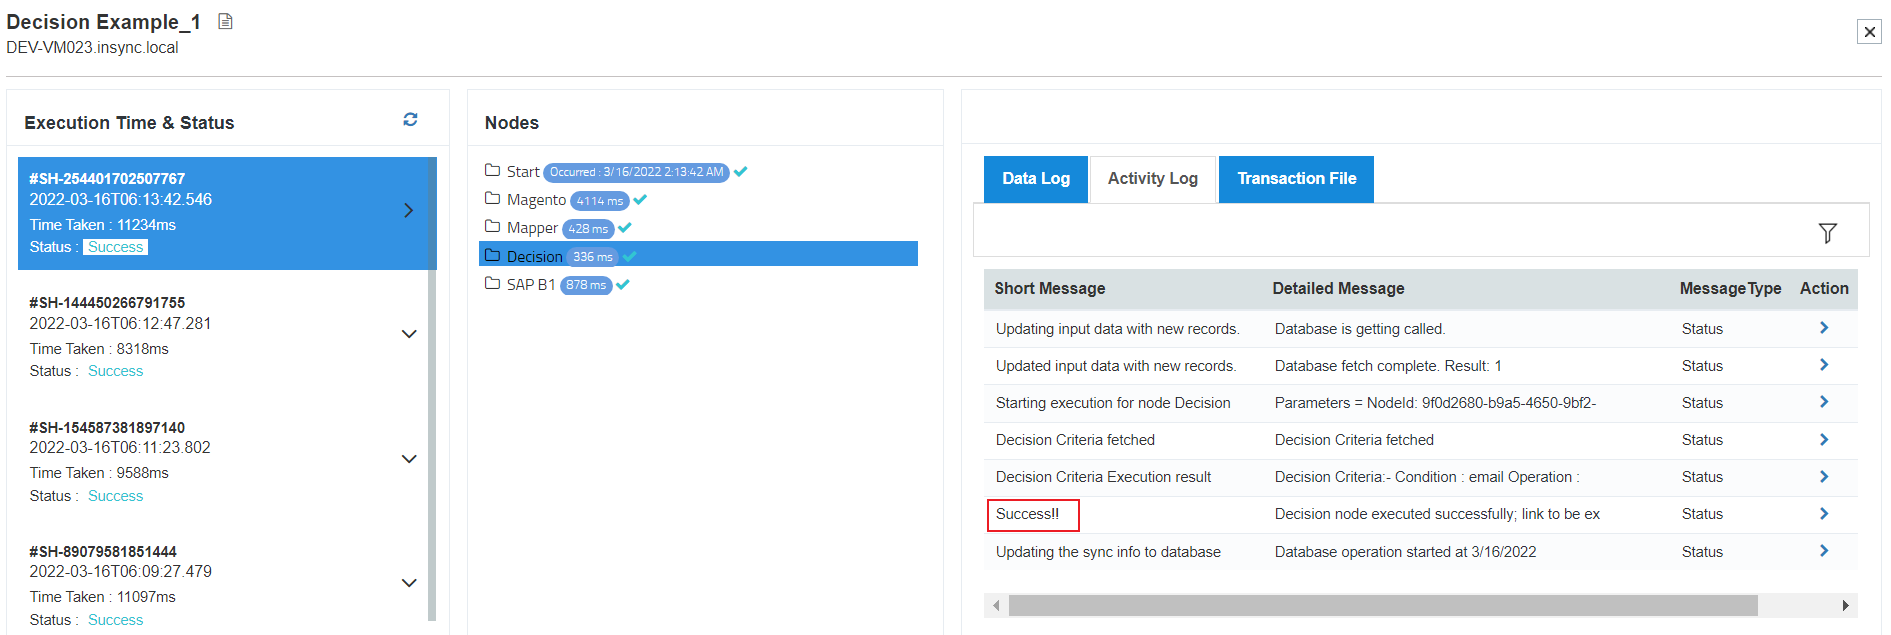 Decision Example_1
DEV-VM023.insync.local
Execution Time & Status
#SH-254401702507767
2022-03-16T06:13:42.546
Time Taken : 11234ms
Status : Success
#SH-144450266791755
2022-03-16T06:12:47.281
Time Taken : 8318ms
Status : Success
#SH-154587381897140
2022-03-16T06:11:23.802
Time Taken : 9588ms
Status : Success
#SH-89079581851444
2022-03-16T06:09:27.479
Time Taken : 11097ms
Status : Success
Nodes
Start Occurred : 3/16/2022 2:13:42 AM
Magento 4114 ms
Mapper 428 ms
Decision 336 ms
SAP B1 878 ms
Data Log Activity Log Transaction File
Short Message Detailed Message MessageType Action
Updating input data with new records. Database is getting called. Status
Updated input data with new records. Database fetch complete. Result: 1 Status
Starting execution for node Decision Parameters = NodeId: 9f0d2680-b9a5-4650-9bf2- Status
Decision Criteria fetched Decision Criteria fetched Status
Decision Criteria Execution result Decision Criteria:- Condition : email Operation : Status
Success!! Decision node executed successfully; link to be ex Status
Updating the sync info to database Database operation started at 3/16/2022 Status